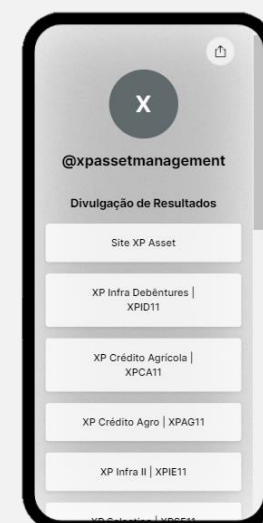 X
@xpassetmanagement
Divulgação de Resultados
Site XP Asset
XP Infra Debêntures |
XPID11
XP Crédito Agrícola |
XPCA11
XP Crédito Agro | XPAG11
XP Infra II | XPIE11